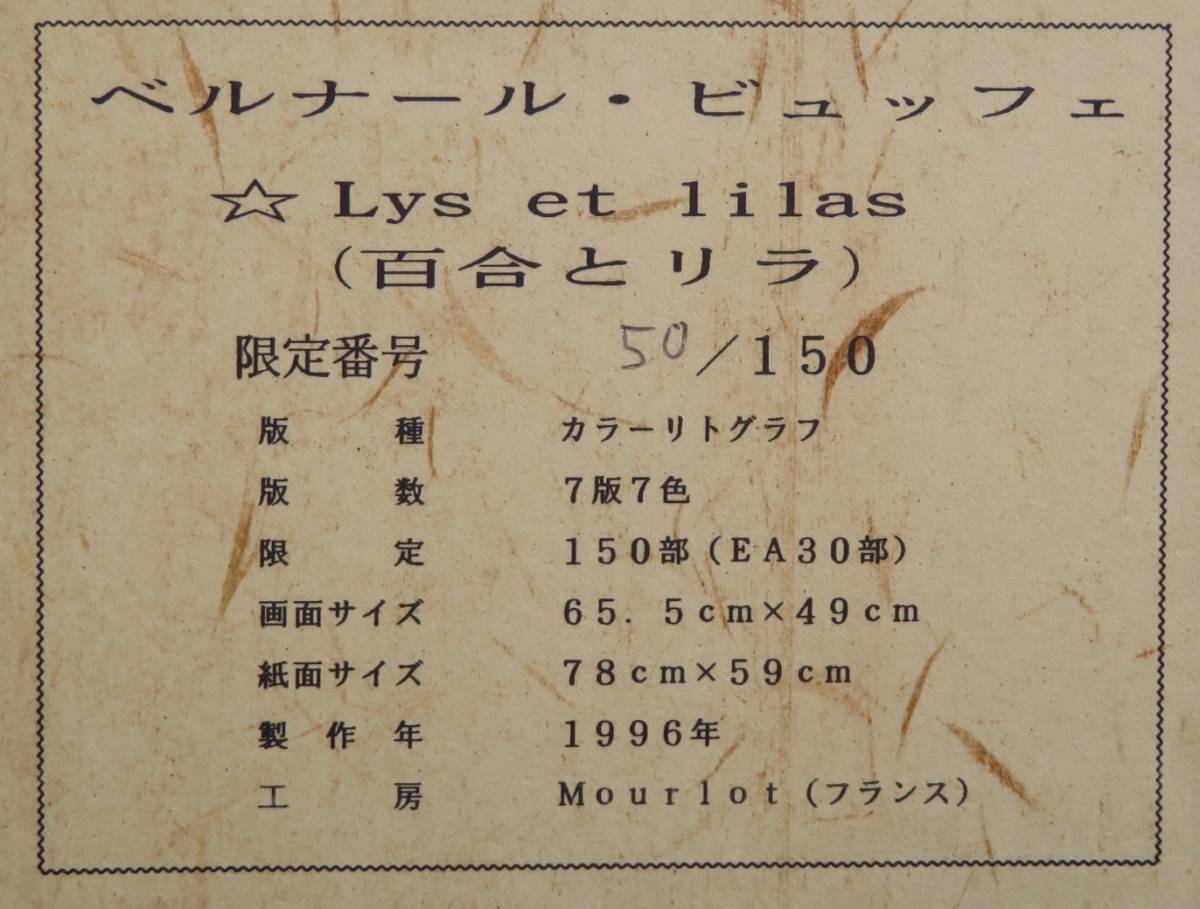 ベルナール・ビュッフェ
☆ Lys et lilas
(百合とリラ)
限定番号 50／150
版種 カラーリトグラフ
版数 7版7色
限定 150部(EA30部)
画面サイズ 65.5cm×49cm
紙面サイズ 78cm×59cm
製作年 1996年
工房 Mourlot(フランス)